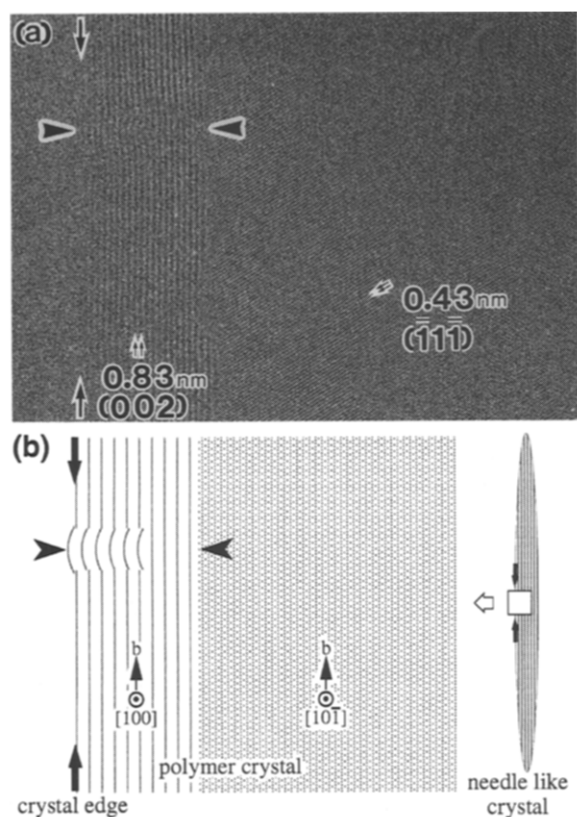 (a)
0.43nm
(1̄11̄)
0.83nm
(002)
(b)
b
[100]
b
[101̄]
polymer crystal
crystal edge
needle like
crystal